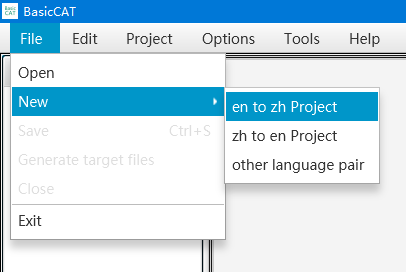 Basic
CAT
BasicCAT
File Edit Project Options Tools Help
Open
New
Save Ctrl+S
Generate target files
Close
Exit
en to zh Project
zh to en Project
other language pair